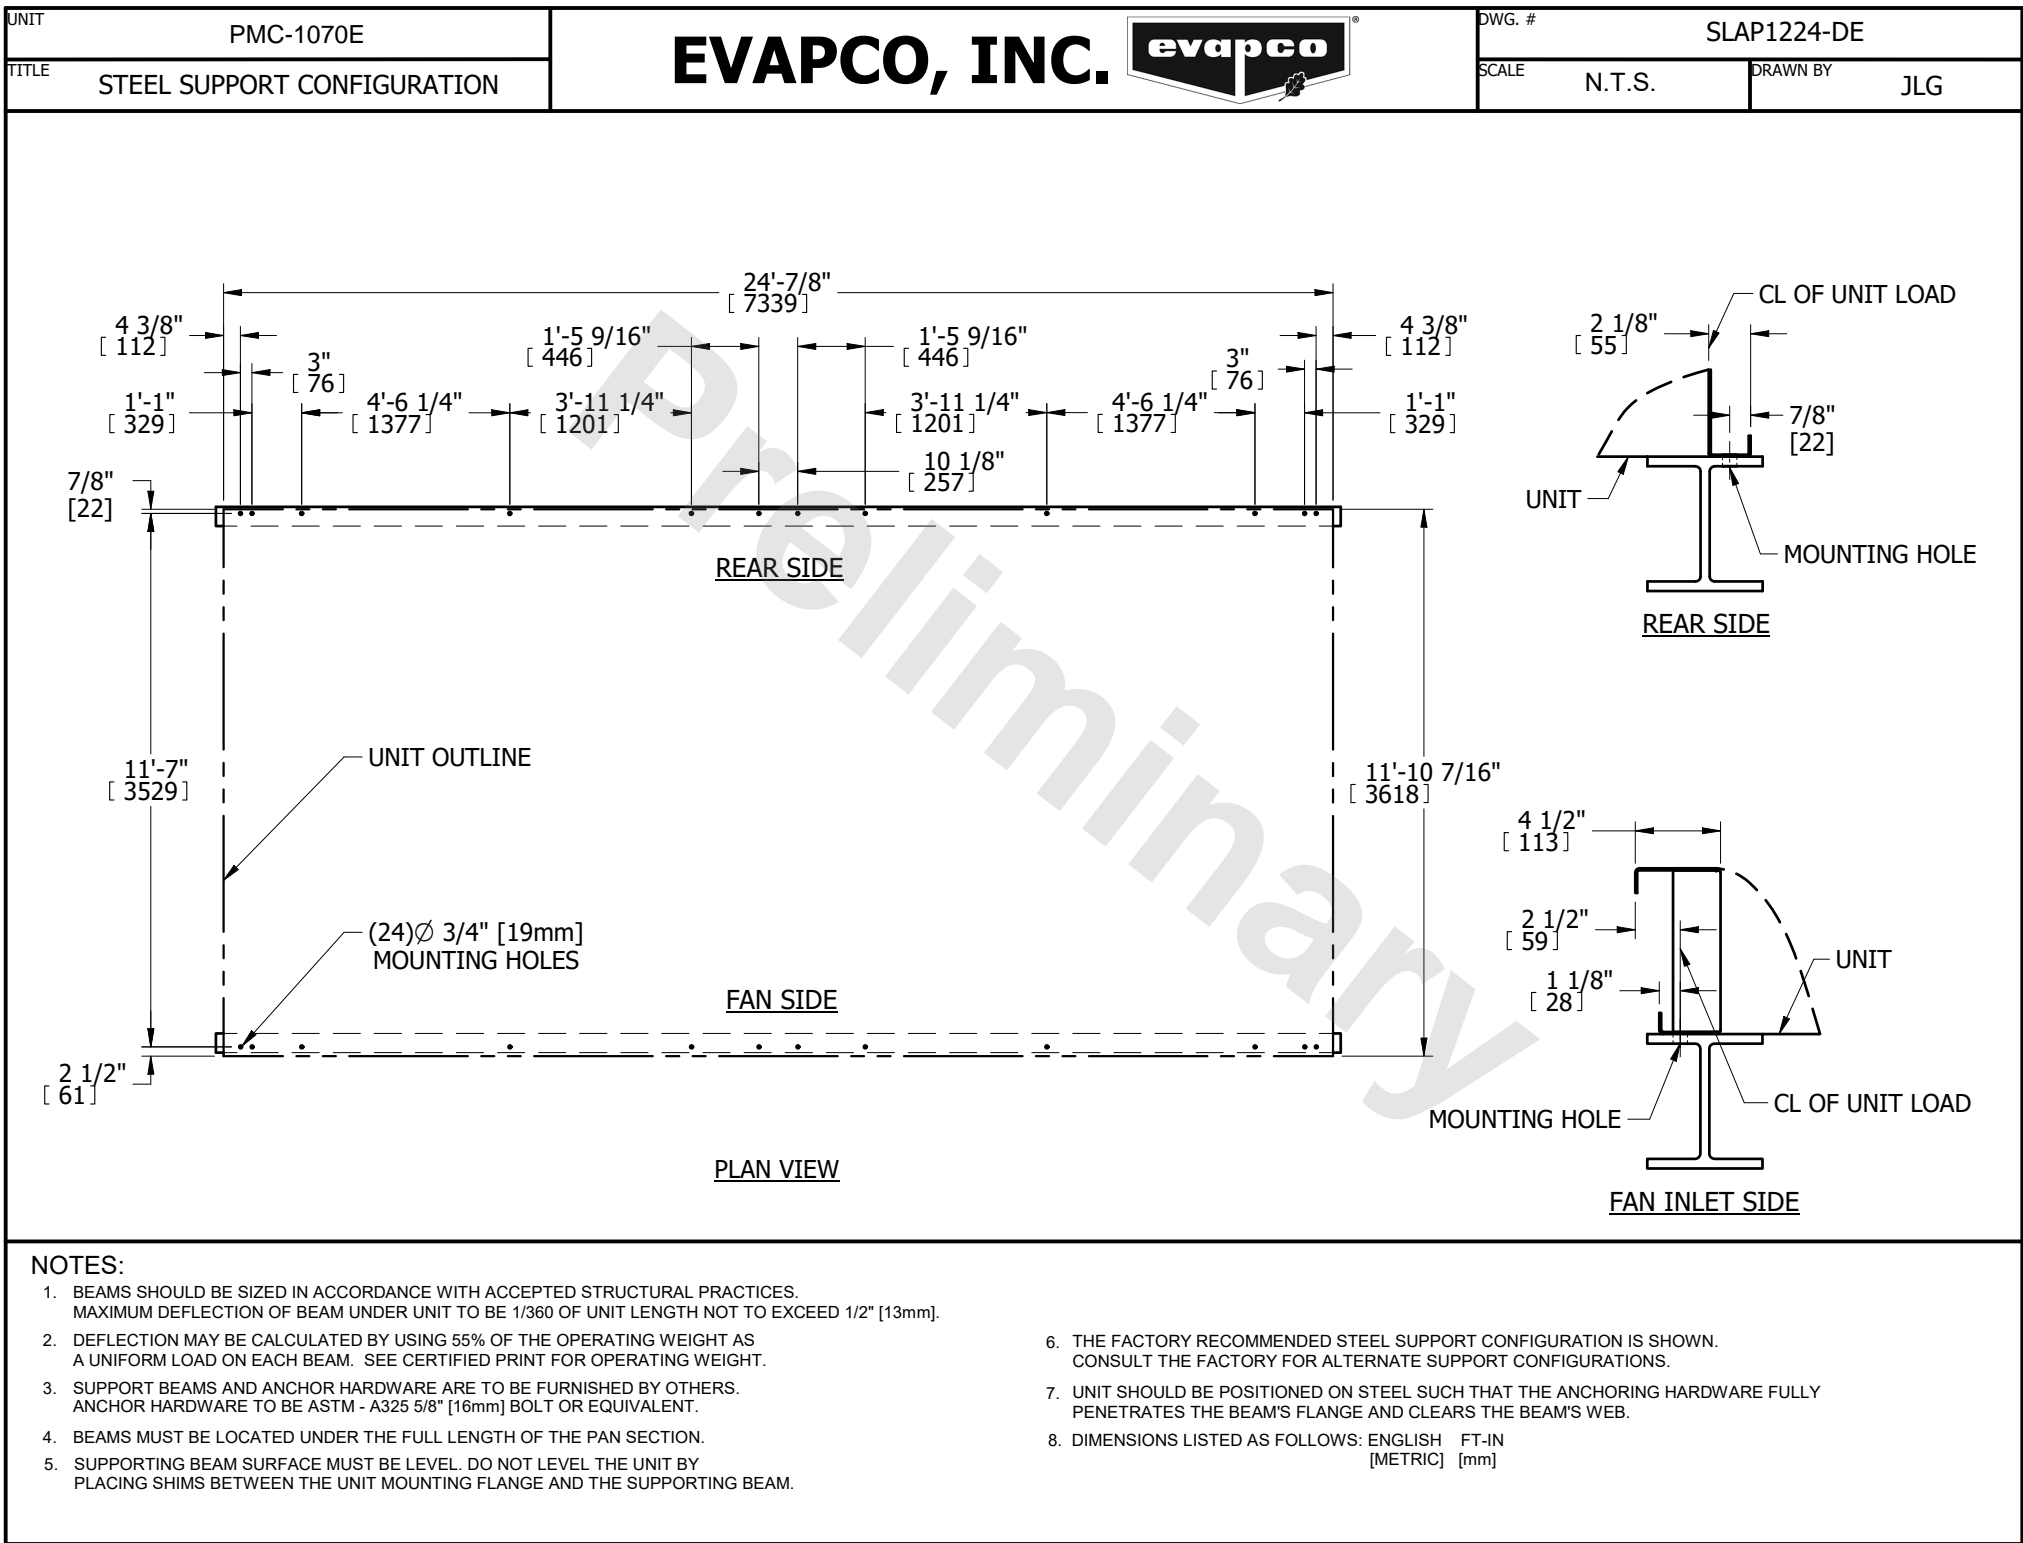 UNIT
PMC-1070E
TITLE
STEEL SUPPORT CONFIGURATION
EVAPCO, INC.
evapco
®
DWG. #
SLAP1224-DE
SCALE
N.T.S.
DRAWN BY
JLG
24'-7/8"
[ 7339]
4 3/8"
[ 112]
3"
[ 76]
1'-5 9/16"
[ 446]
1'-5 9/16"
[ 446]
3"
[ 76]
4 3/8"
[ 112]
1'-1"
[ 329]
4'-6 1/4"
[ 1377]
3'-11 1/4"
[ 1201]
3'-11 1/4"
[ 1201]
4'-6 1/4"
[ 1377]
1'-1"
[ 329]
10 1/8"
[ 257]
7/8"
[22]
REAR SIDE
UNIT OUTLINE
11'-7"
[ 3529]
11'-10 7/16"
[ 3618]
(24)Ø 3/4" [19mm]
MOUNTING HOLES
FAN SIDE
2 1/2"
[ 61]
PLAN VIEW
Preliminary
CL OF UNIT LOAD
2 1/8"
[ 55]
7/8"
[22]
UNIT
MOUNTING HOLE
REAR SIDE
4 1/2"
[ 113]
2 1/2"
[ 59]
1 1/8"
[ 28]
UNIT
CL OF UNIT LOAD
MOUNTING HOLE
FAN INLET SIDE
NOTES:
1. BEAMS SHOULD BE SIZED IN ACCORDANCE WITH ACCEPTED STRUCTURAL PRACTICES.
MAXIMUM DEFLECTION OF BEAM UNDER UNIT TO BE 1/360 OF UNIT LENGTH NOT TO EXCEED 1/2" [13mm].
2. DEFLECTION MAY BE CALCULATED BY USING 55% OF THE OPERATING WEIGHT AS
A UNIFORM LOAD ON EACH BEAM. SEE CERTIFIED PRINT FOR OPERATING WEIGHT.
3. SUPPORT BEAMS AND ANCHOR HARDWARE ARE TO BE FURNISHED BY OTHERS.
ANCHOR HARDWARE TO BE ASTM - A325 5/8" [16mm] BOLT OR EQUIVALENT.
4. BEAMS MUST BE LOCATED UNDER THE FULL LENGTH OF THE PAN SECTION.
5. SUPPORTING BEAM SURFACE MUST BE LEVEL. DO NOT LEVEL THE UNIT BY
PLACING SHIMS BETWEEN THE UNIT MOUNTING FLANGE AND THE SUPPORTING BEAM.
6. THE FACTORY RECOMMENDED STEEL SUPPORT CONFIGURATION IS SHOWN.
CONSULT THE FACTORY FOR ALTERNATE SUPPORT CONFIGURATIONS.
7. UNIT SHOULD BE POSITIONED ON STEEL SUCH THAT THE ANCHORING HARDWARE FULLY
PENETRATES THE BEAM'S FLANGE AND CLEARS THE BEAM'S WEB.
8. DIMENSIONS LISTED AS FOLLOWS: ENGLISH FT-IN
[METRIC] [mm]